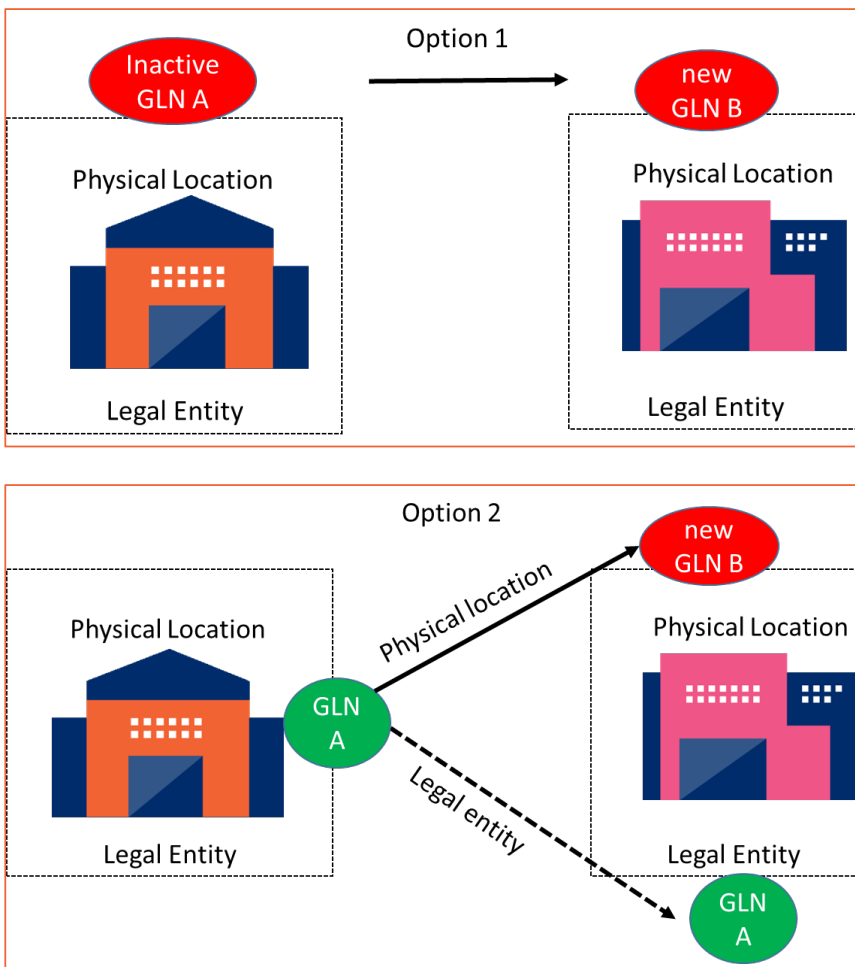 Option 1
Inactive
GLN A
new
GLN B
Physical Location
Physical Location
Legal Entity
Legal Entity
Option 2
new
GLN B
Physical location
Physical Location
Physical Location
GLN
A
Legal entity
Legal Entity
Legal Entity
GLN
A